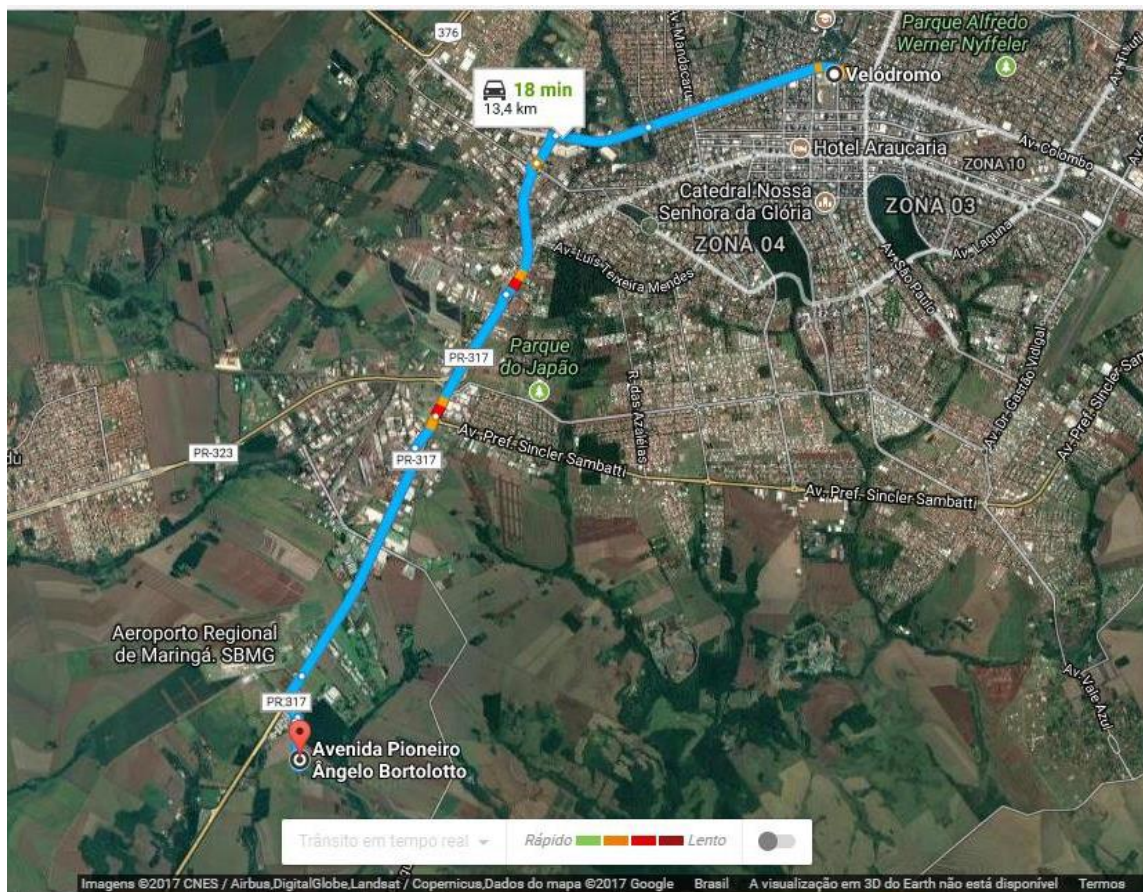 376
Av. Mandacaru
Parque Alfredo
Werner Nyffeler
Av. Tuiuti
Velódromo
18 min
13,4 km
Hotel Araucaria
Av. Colombo
ZONA 10
Catedral Nossa
Senhora da Glória
ZONA 03
ZONA 04
Av. Laguna
Av. Luís Teixeira Mendes
Av. São Paulo
PR-317
Parque
do Japão
R. das Azaléias
Av. Dr. Gastão Vidigal
Av. Pref. Sincler Sam
PR-323
PR-317
Av. Pref. Sincler Sambatti
Av. Pref. Sincler Sambatti
Aeroporto Regional
de Maringá. SBMG
PR 317
Av. Vale Azul
Avenida Pioneiro
Ângelo Bortolotto
Trânsito em tempo real
Rápido
Lento
Imagens ©2017 CNES / Airbus,DigitalGlobe,Landsat / Copernicus,Dados do mapa ©2017 Google Brasil A visualização em 3D do Earth não está disponível Termos